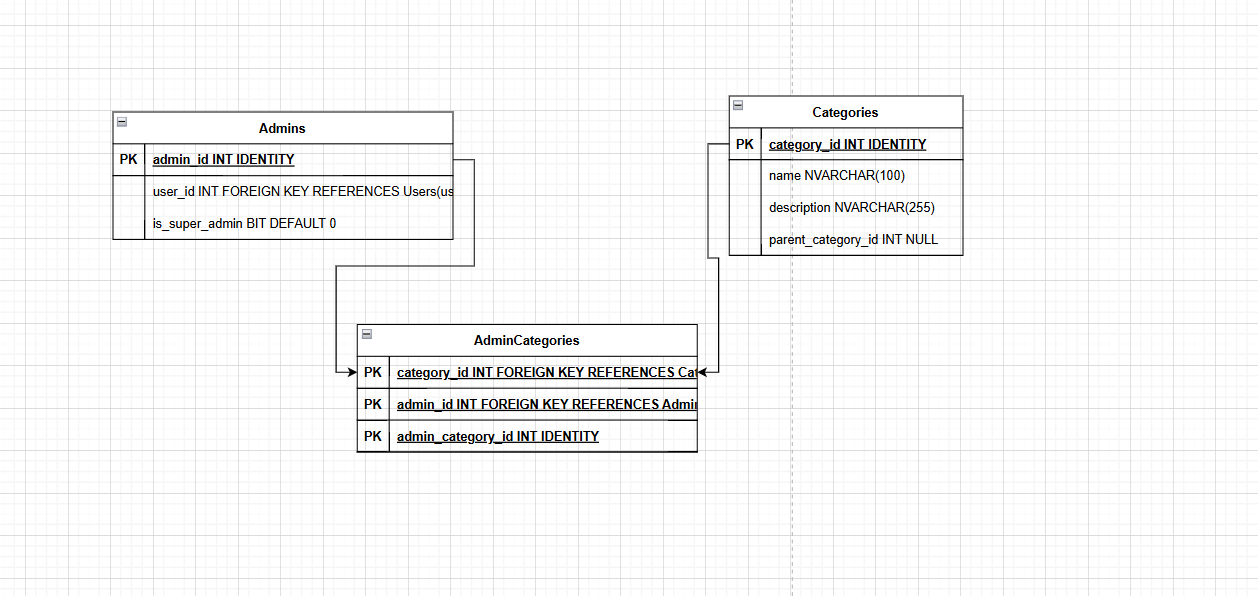 Admins
PK admin_id INT IDENTITY
user_id INT FOREIGN KEY REFERENCES Users(us
is_super_admin BIT DEFAULT 0
Categories
PK category_id INT IDENTITY
name NVARCHAR(100)
description NVARCHAR(255)
parent_category_id INT NULL
AdminCategories
PK category_id INT FOREIGN KEY REFERENCES Cat
PK admin_id INT FOREIGN KEY REFERENCES Admin
PK admin_category_id INT IDENTITY